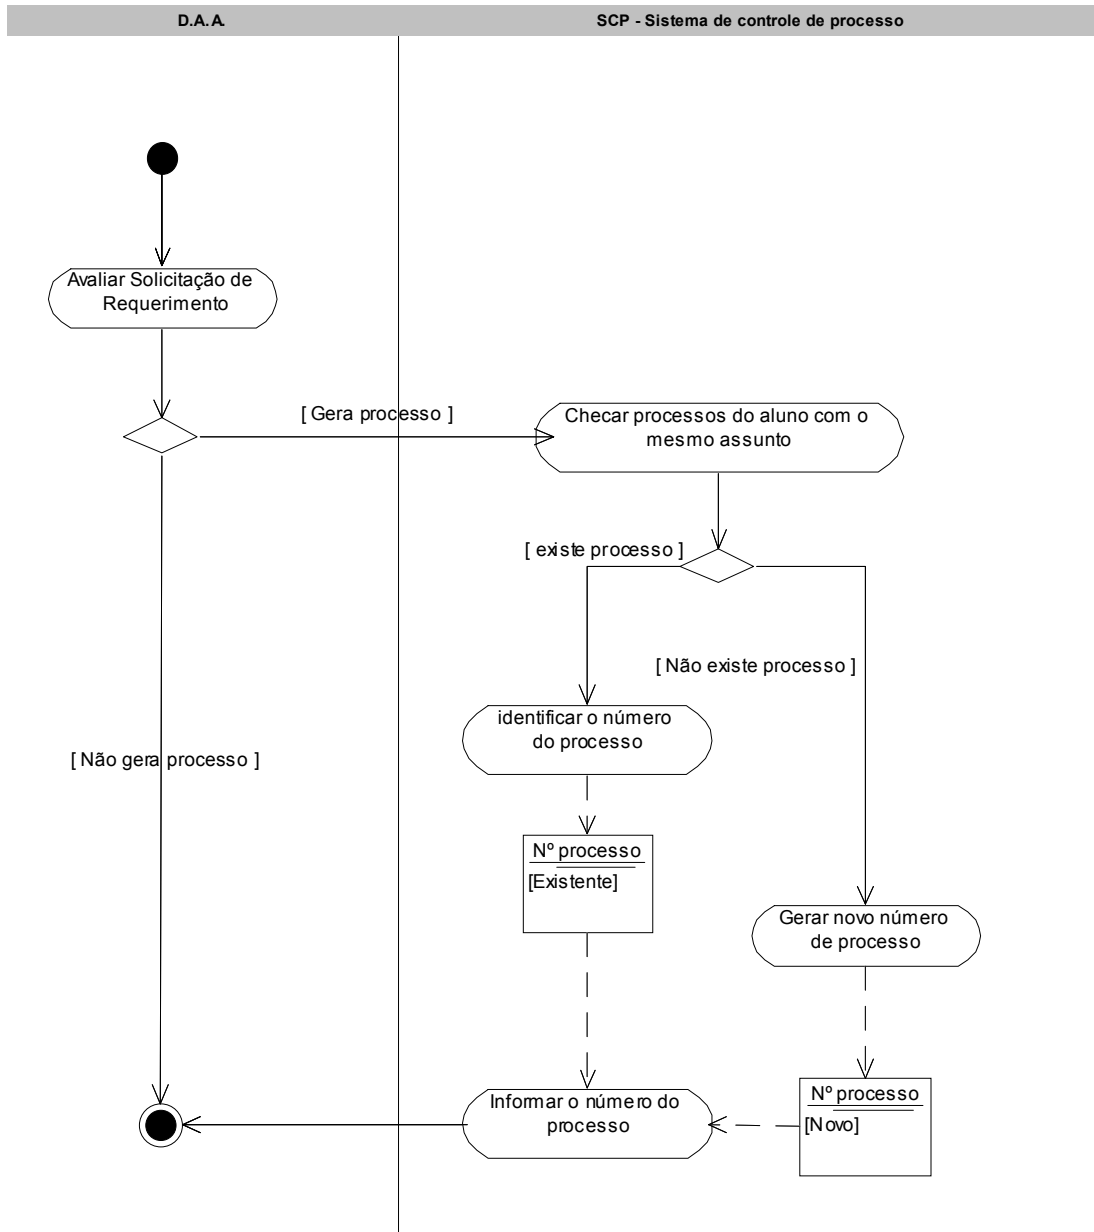 D.A.A.
SCP - Sistema de controle de processo
Avaliar Solicitação de
Requerimento
[ Gera processo ]
Checar processos do aluno com o
mesmo assunto
[ existe processo ]
[ Não existe processo ]
identificar o número
do processo
[ Não gera processo ]
Nº processo
[Existente]
Gerar novo número
de processo
Informar o número do
processo
Nº processo
[Novo]